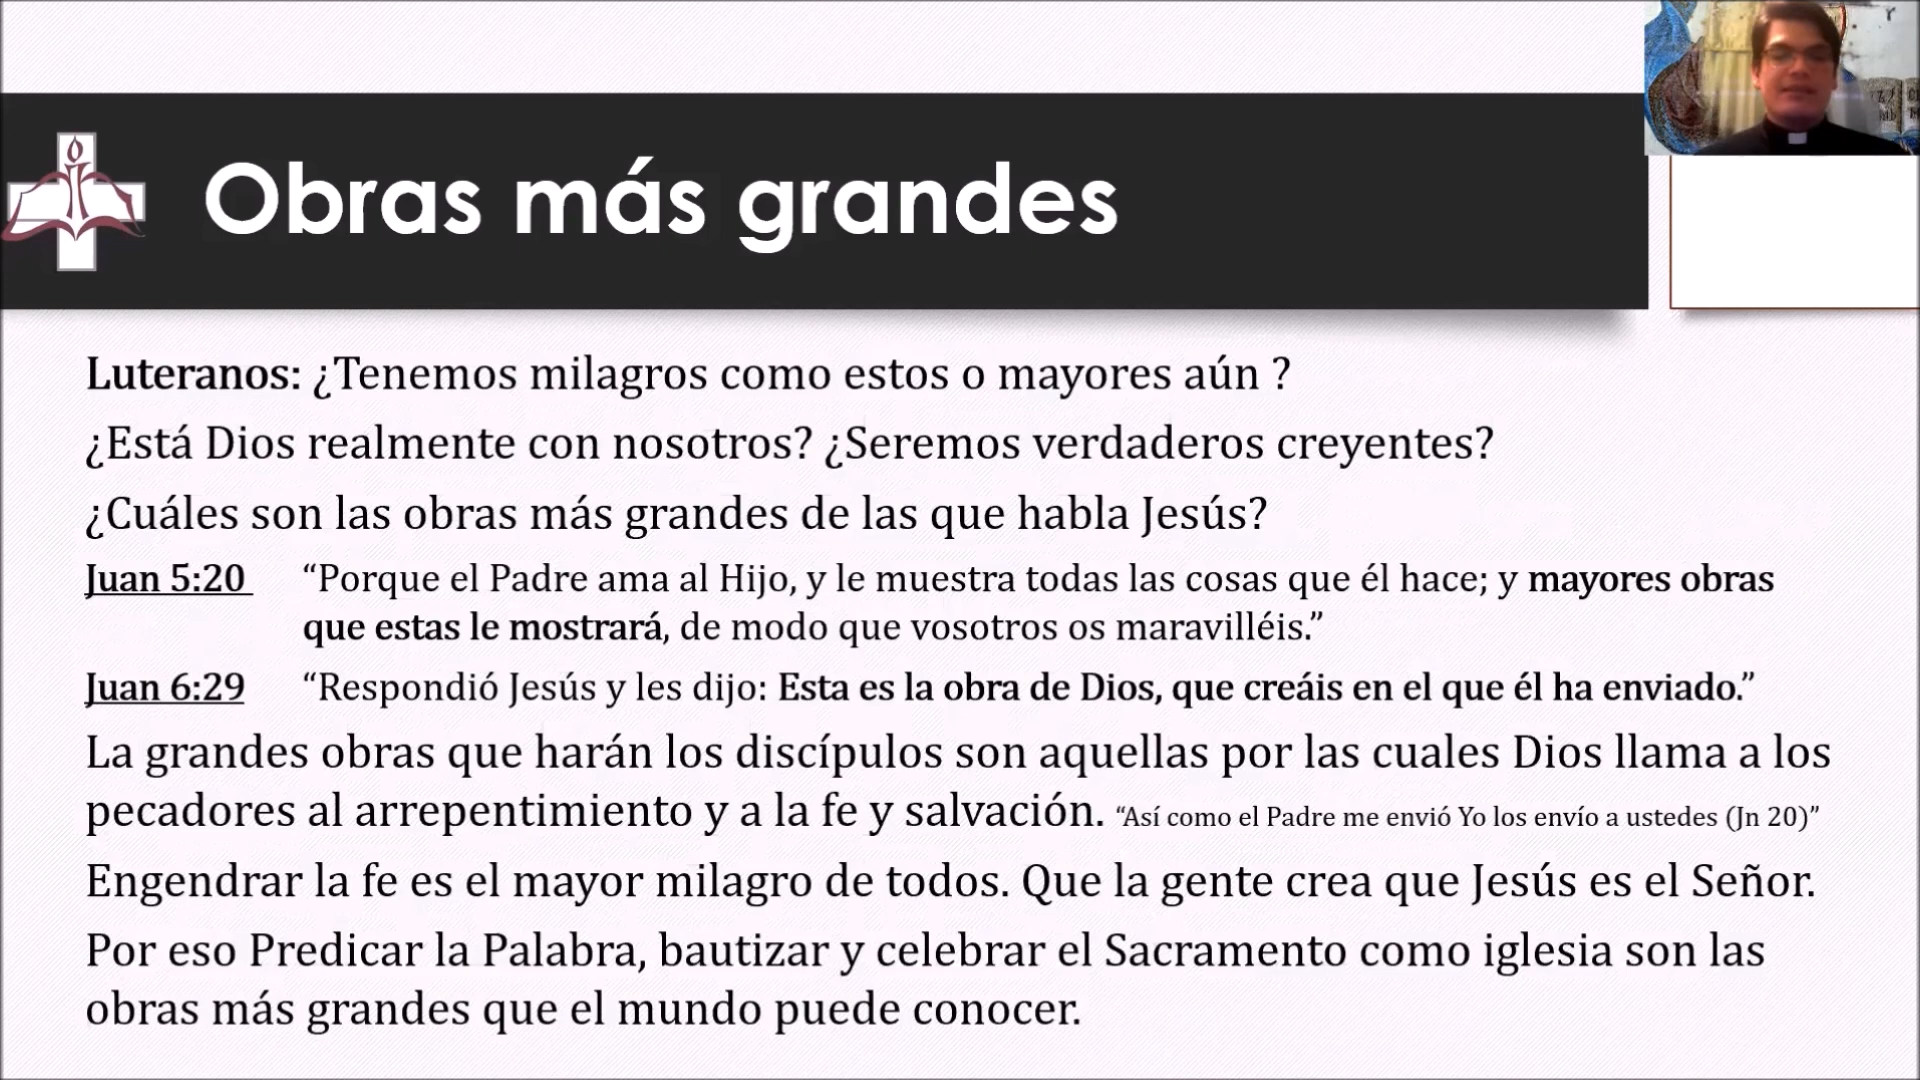 Obras más grandes
Luteranos: ¿Tenemos milagros como estos o mayores aún ?
¿Está Dios realmente con nosotros? ¿Seremos verdaderos creyentes?
¿Cuáles son las obras más grandes de las que habla Jesús?
Juan 5:20 “Porque el Padre ama al Hijo, y le muestra todas las cosas que él hace; y mayores obras
que estas le mostrará, de modo que vosotros os maravilléis.”
Juan 6:29 “Respondió Jesús y les dijo: Esta es la obra de Dios, que creáis en el que él ha enviado.”
La grandes obras que harán los discípulos son aquellas por las cuales Dios llama a los
pecadores al arrepentimiento y a la fe y salvación. “Así como el Padre me envió Yo los envío a ustedes (Jn 20)”
Engendrar la fe es el mayor milagro de todos. Que la gente crea que Jesús es el Señor.
Por eso Predicar la Palabra, bautizar y celebrar el Sacramento como iglesia son las
obras más grandes que el mundo puede conocer.